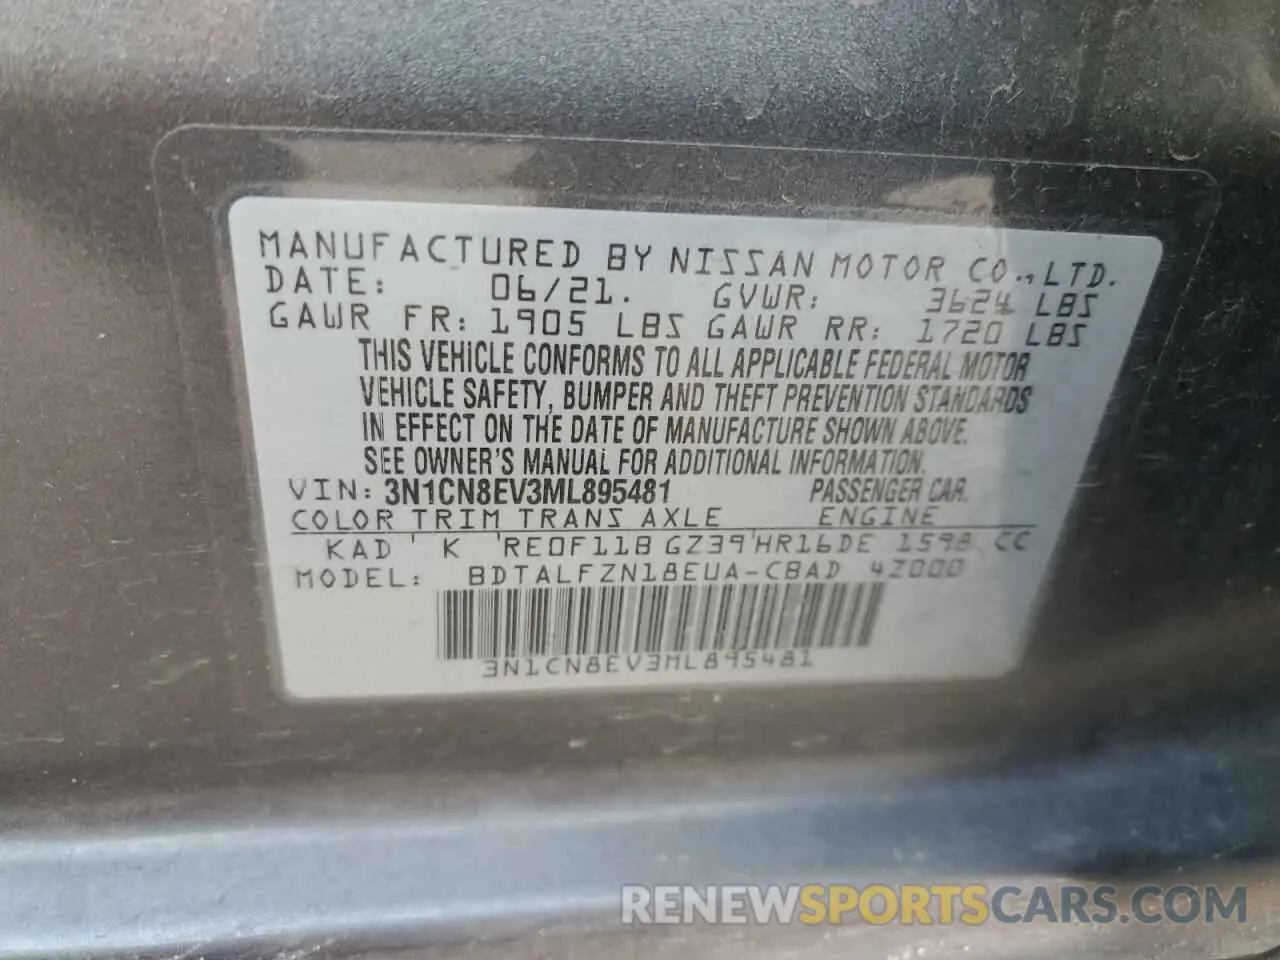 MANUFACTURED BY NISSAN MOTOR CO., LTD.
DATE: 06/21. GVWR: 3624 LBS
GAWR FR: 1905 LBS GAWR RR: 1720 LBS
THIS VEHICLE CONFORMS TO ALL APPLICABLE FEDERAL MOTOR
VEHICLE SAFETY, BUMPER AND THEFT PREVENTION STANDARDS
IN EFFECT ON THE DATE OF MANUFACTURE SHOWN ABOVE.
SEE OWNER'S MANUAL FOR ADDITIONAL INFORMATION.
VIN: 3N1CN8EV3ML895481 PASSENGER CAR.
COLOR TRIM TRANS AXLE ENGINE
KAD K RE0F11B GZ39 HR16DE 1598 CC
MODEL: BDTALFZN18EUA-CBAD 4Z000
3N1CN8EV3ML895481
RENEWSPORTSCARS.COM